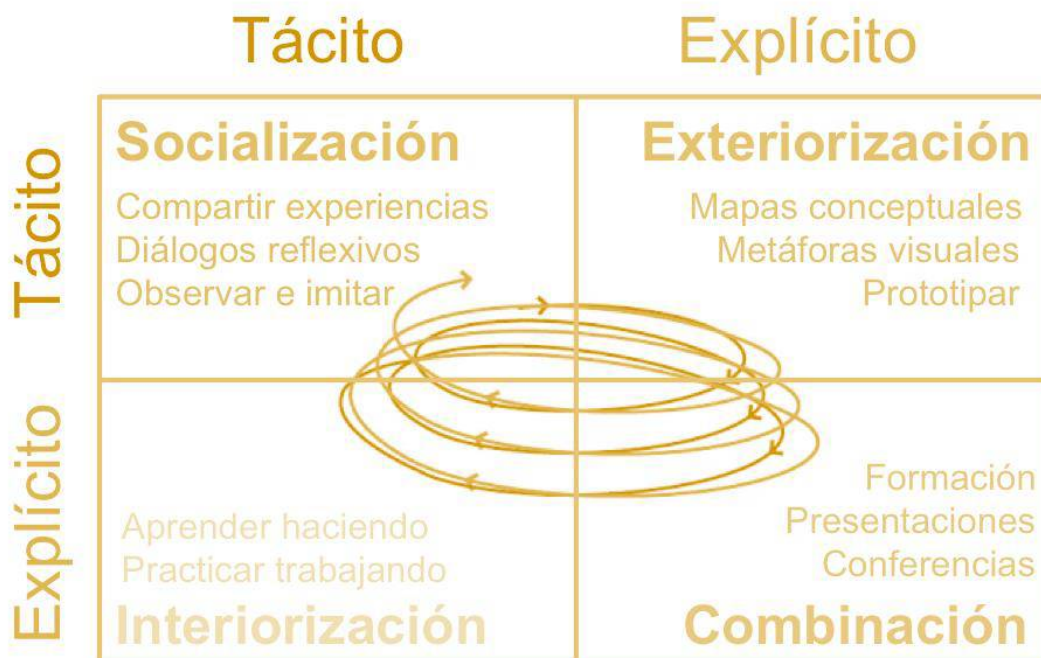 Tácito
Explícito
Tácito
Socialización
Compartir experiencias
Diálogos reflexivos
Observar e imitar
Exteriorización
Mapas conceptuales
Metáforas visuales
Prototipar
Explícito
Aprender haciendo
Practicar trabajando
Interiorización
Formación
Presentaciones
Conferencias
Combinación